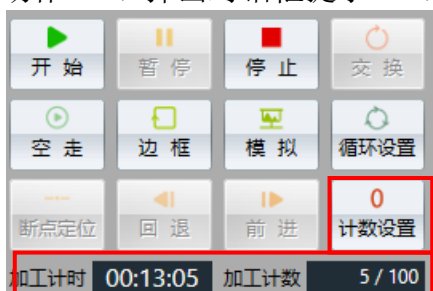 开始 暂停 停止 交换
空走 边框 模拟 循环设置
0
断点定位 回退 前进 计数设置
加工计时 00:13:05 加工计数 5 / 100